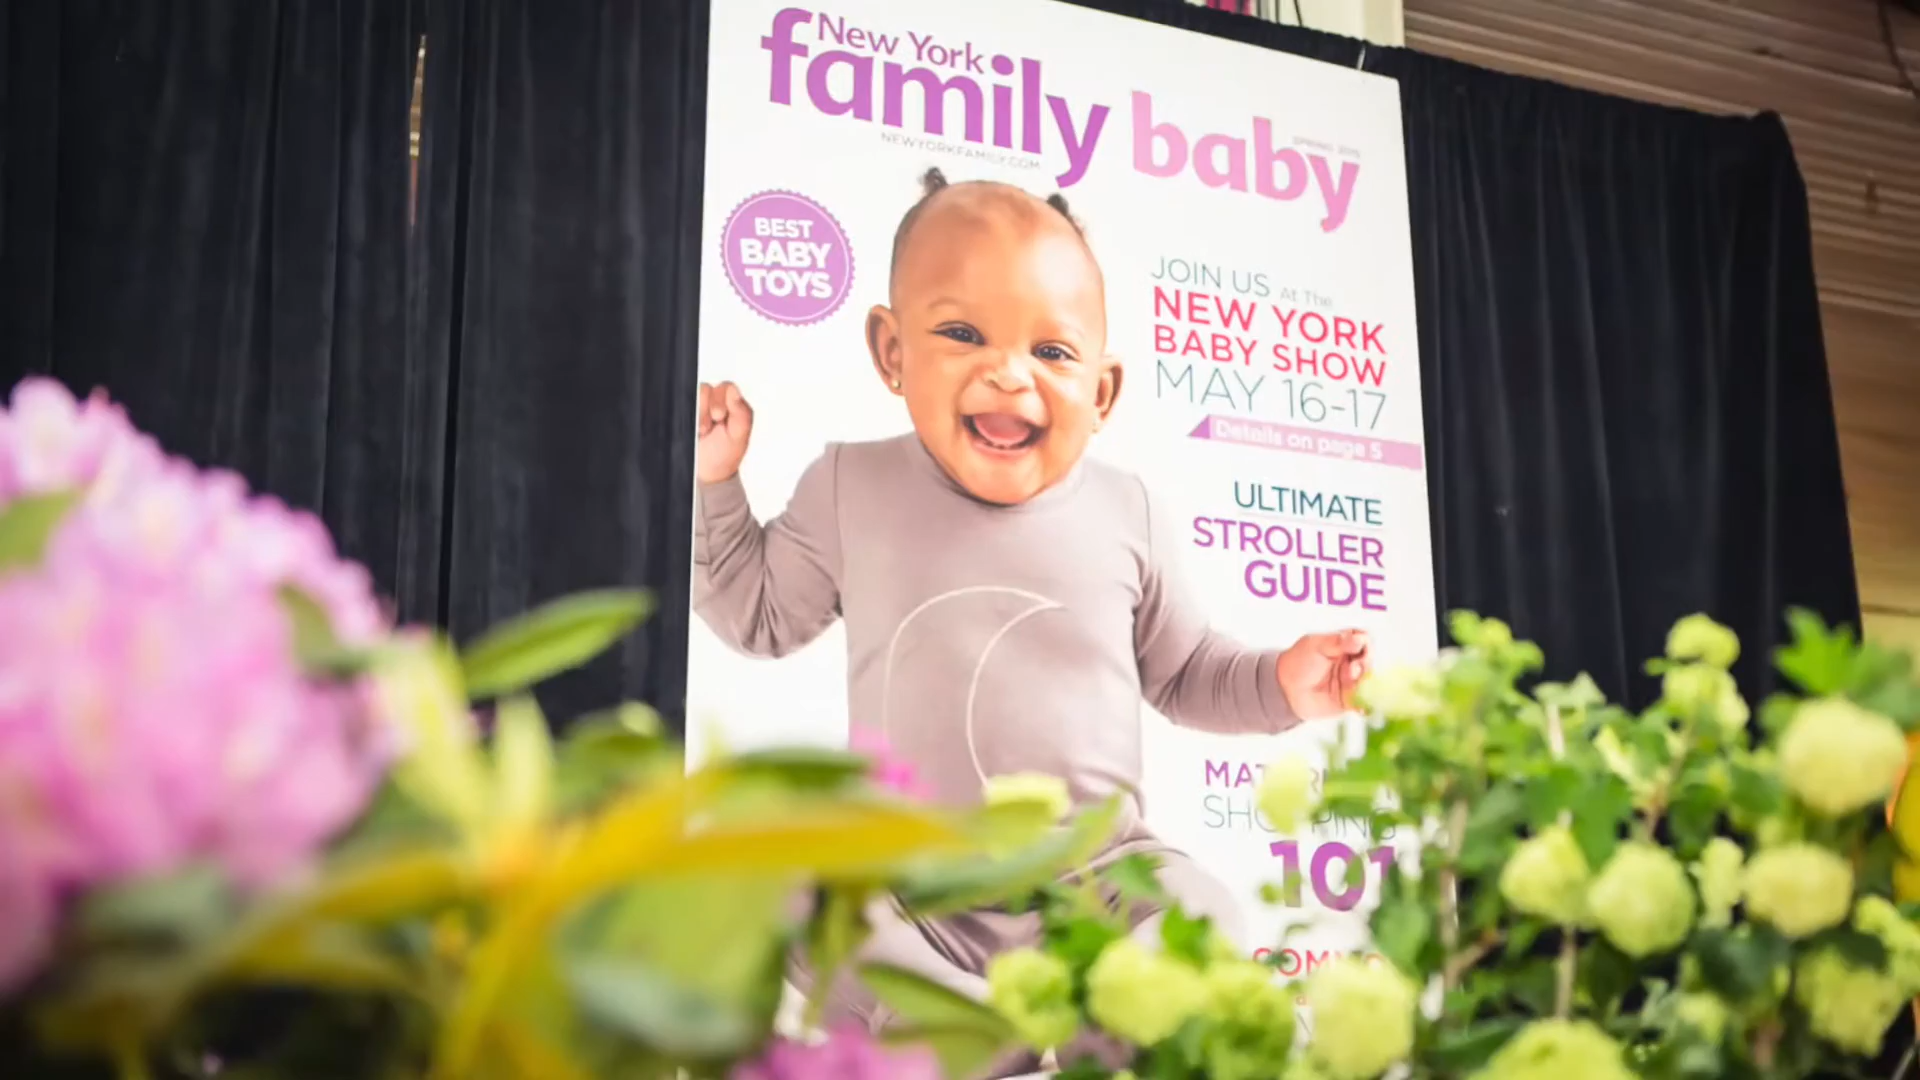 New York
family baby
SPRING 2015
NEWYORKFAMILY.COM
BEST
BABY
TOYS
JOIN US At The
NEW YORK
BABY SHOW
MAY 16-17
Details on page 5
ULTIMATE
STROLLER
GUIDE
101